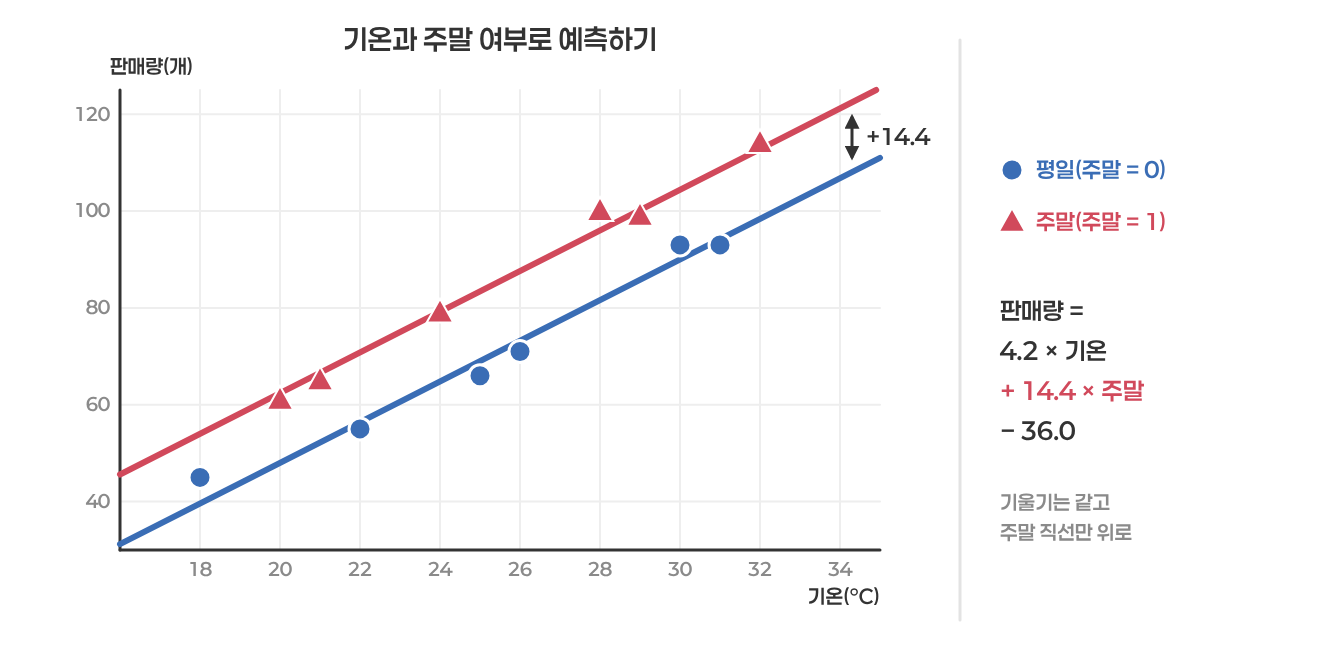 기온과 주말 여부로 예측하기
판매량(개)
120
100
80
60
40
18 20 22 24 26 28 30 32 34
기온(°C)
+14.4
평일(주말 = 0)
주말(주말 = 1)
판매량 =
4.2 × 기온
+ 14.4 × 주말
− 36.0
기울기는 같고
주말 직선만 위로